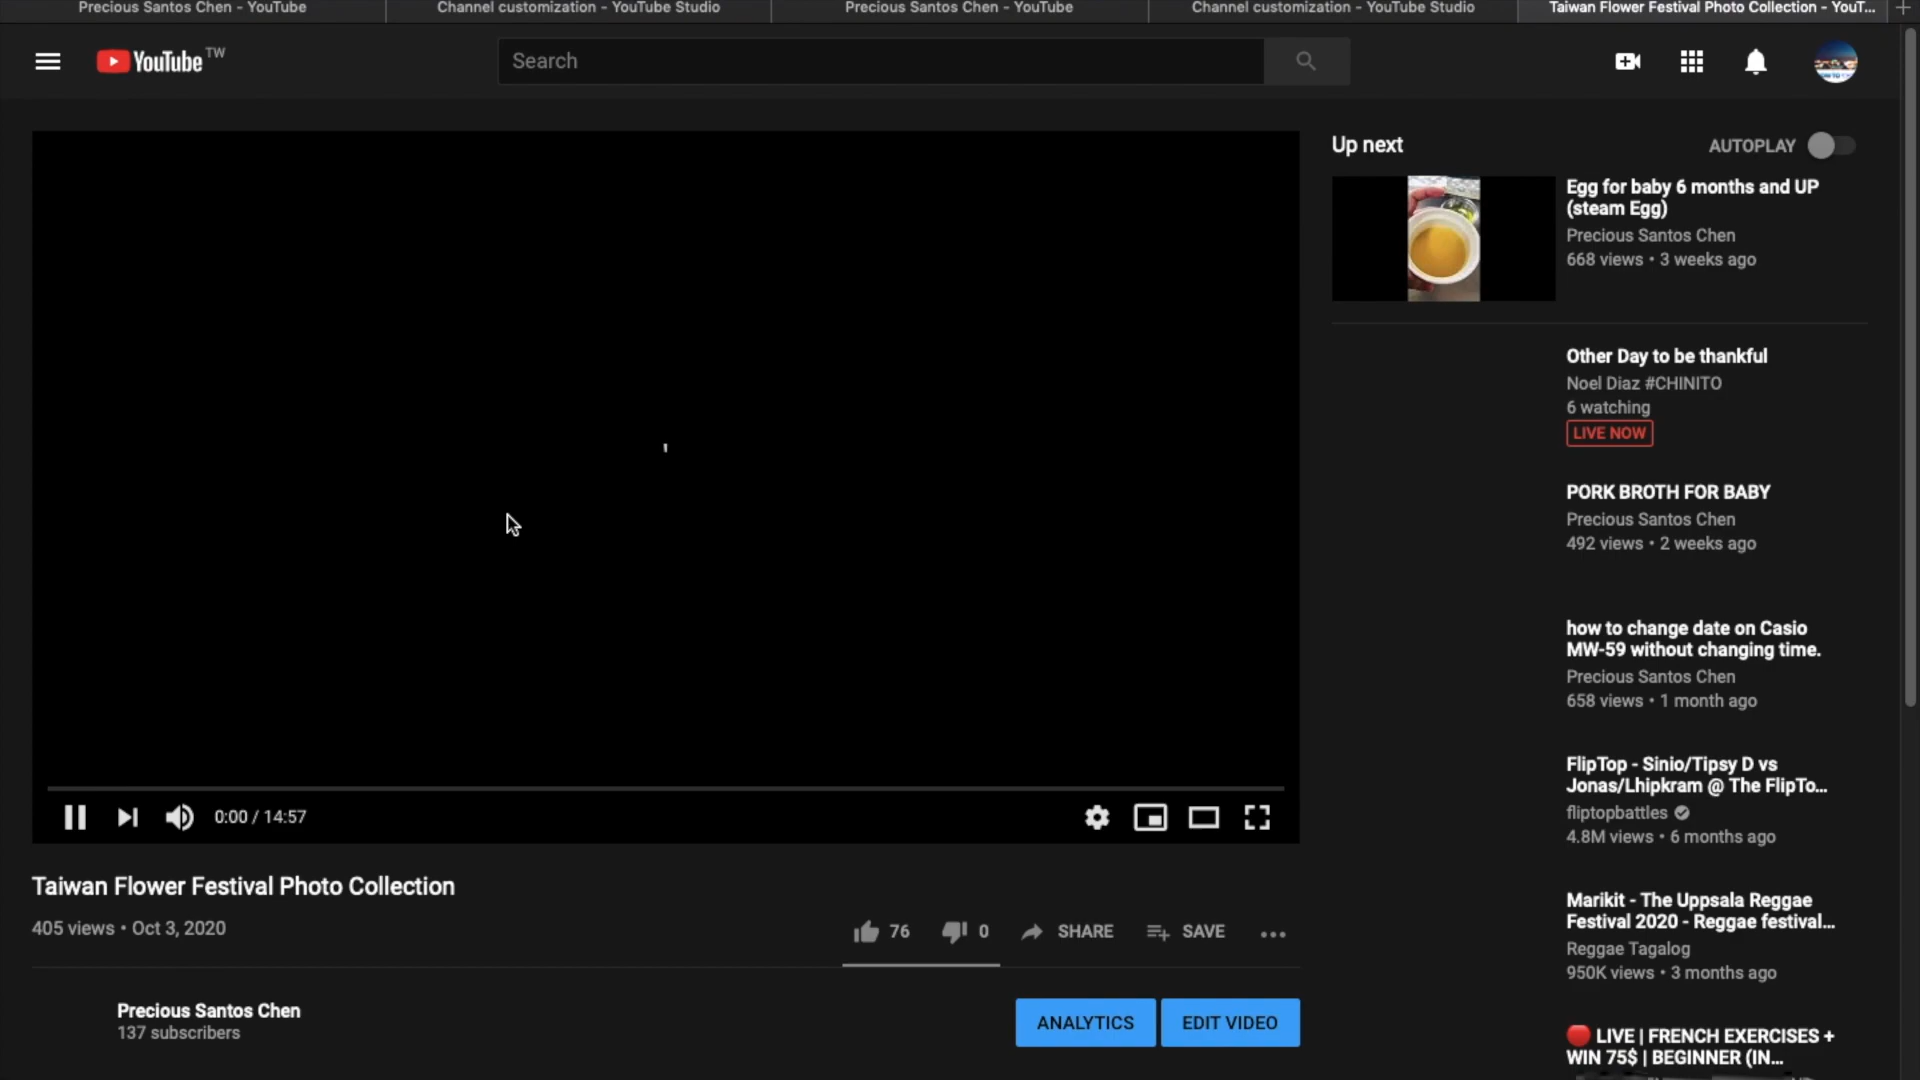 Precious Santos Chen - YouTube
Channel customization - YouTube Studio
Precious Santos Chen - YouTube
Channel customization - YouTube Studio
Taiwan Flower Festival Photo Collection - YouT...
YouTube TW
Search
Up next
AUTOPLAY
Egg for baby 6 months and UP
(steam Egg)
Precious Santos Chen
668 views • 3 weeks ago
Other Day to be thankful
Noel Diaz #CHINITO
6 watching
LIVE NOW
PORK BROTH FOR BABY
Precious Santos Chen
492 views • 2 weeks ago
how to change date on Casio
MW-59 without changing time.
Precious Santos Chen
658 views • 1 month ago
FlipTop - Sinio/Tipsy D vs
Jonas/Lhipkram @ The FlipTo...
fliptopbattles
4.8M views • 6 months ago
Marikit - The Uppsala Reggae
Festival 2020 - Reggae festival...
Reggae Tagalog
950K views • 3 months ago
LIVE | FRENCH EXERCISES +
WIN 75$ | BEGINNER (IN...
0:00 / 14:57
Taiwan Flower Festival Photo Collection
405 views • Oct 3, 2020
76
0
SHARE
SAVE
Precious Santos Chen
137 subscribers
ANALYTICS
EDIT VIDEO